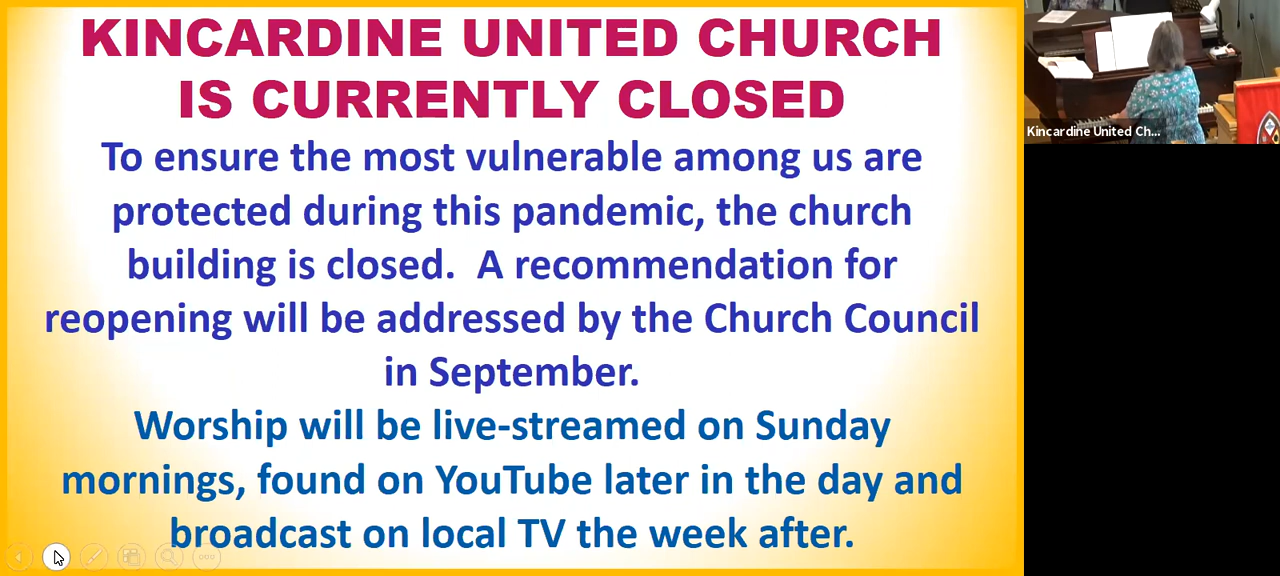 KINCARDINE UNITED CHURCH
IS CURRENTLY CLOSED
To ensure the most vulnerable among us are
protected during this pandemic, the church
building is closed.  A recommendation for
reopening will be addressed by the Church Council
in September.
Worship will be live-streamed on Sunday
mornings, found on YouTube later in the day and
broadcast on local TV the week after.
Kincardine United Ch...